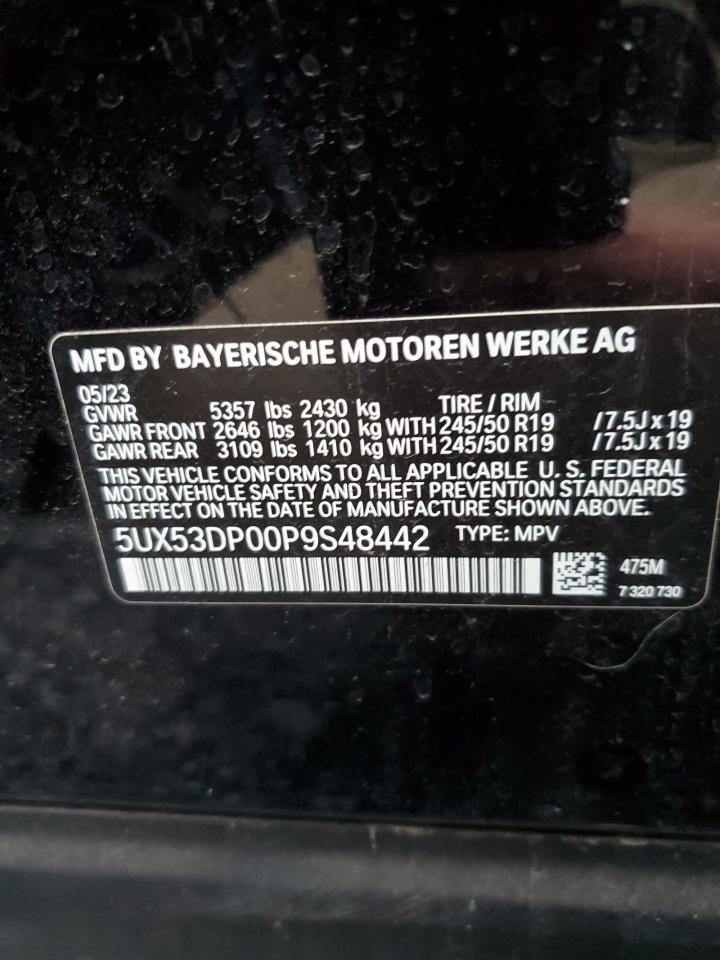 MFD BY BAYERISCHE MOTOREN WERKE AG
05/23
GVWR 5357 lbs 2430 kg TIRE / RIM
GAWR FRONT 2646 lbs 1200 kg WITH 245/50 R19 / 7.5J x 19
GAWR REAR 3109 lbs 1410 kg WITH 245/50 R19 / 7.5J x 19
THIS VEHICLE CONFORMS TO ALL APPLICABLE U. S. FEDERAL
MOTOR VEHICLE SAFETY AND THEFT PREVENTION STANDARDS
IN EFFECT ON THE DATE OF MANUFACTURE SHOWN ABOVE.
5UX53DP00P9S48442 TYPE: MPV
475M
7 320 730